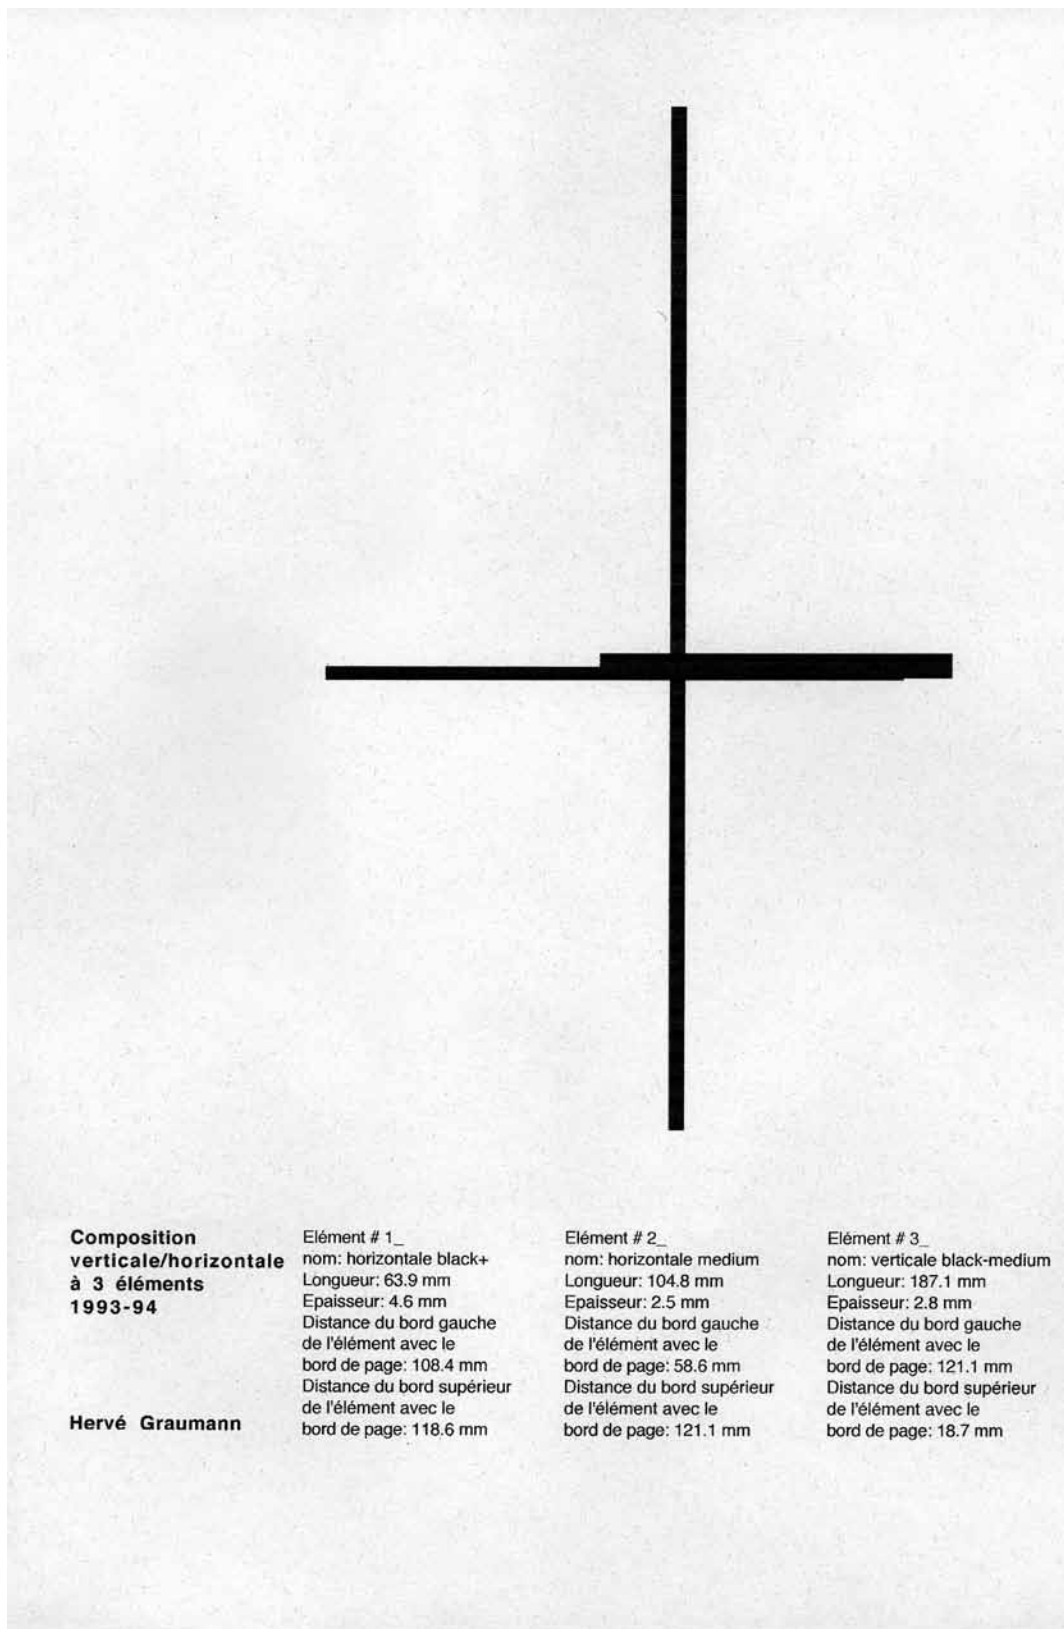 Composition
verticale/horizontale
à 3 éléments
1993-94
Hervé Graumann
Elément # 1_
nom: horizontale black+
Longueur: 63.9 mm
Epaisseur: 4.6 mm
Distance du bord gauche
de l'élément avec le
bord de page: 108.4 mm
Distance du bord supérieur
de l'élément avec le
bord de page: 118.6 mm
Elément # 2_
nom: horizontale medium
Longueur: 104.8 mm
Epaisseur: 2.5 mm
Distance du bord gauche
de l'élément avec le
bord de page: 58.6 mm
Distance du bord supérieur
de l'élément avec le
bord de page: 121.1 mm
Elément # 3_
nom: verticale black-medium
Longueur: 187.1 mm
Epaisseur: 2.8 mm
Distance du bord gauche
de l'élément avec le
bord de page: 121.1 mm
Distance du bord supérieur
de l'élément avec le
bord de page: 18.7 mm